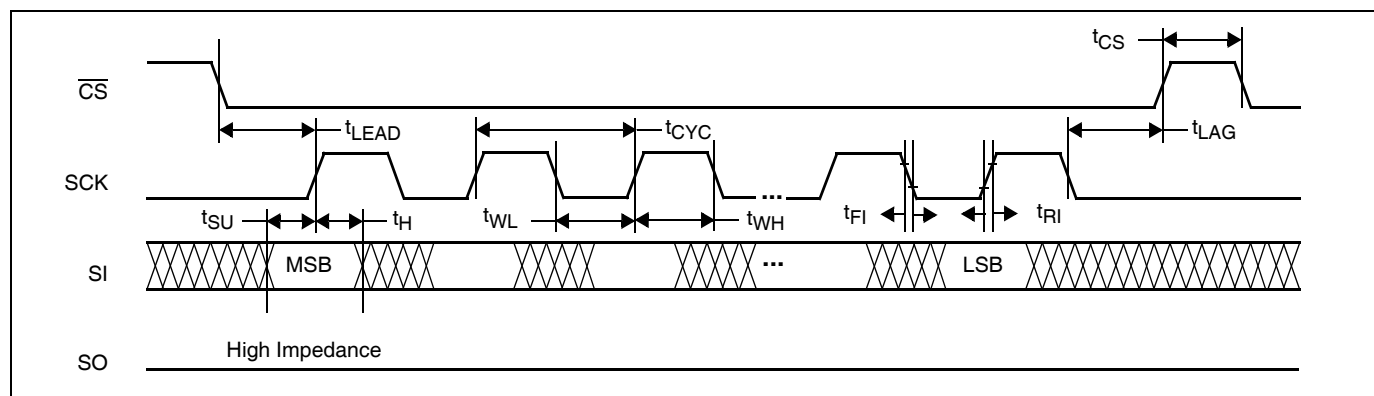 tCS
CS
tLEAD
tCYC
tLAG
SCK
...
tSU
tH
tWL
tWH
tFI
tRI
SI
MSB
...
LSB
High Impedance
SO